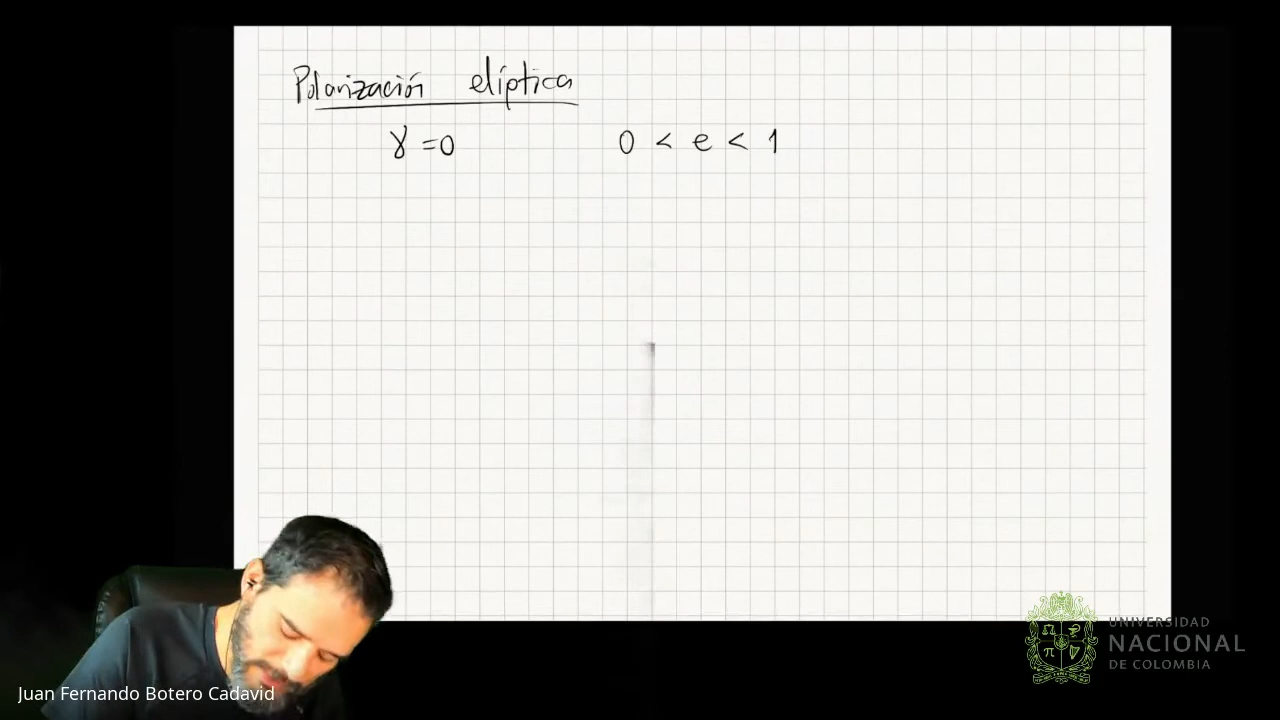 Polarización elíptica
γ = 0 0 < e < 1
UNIVERSIDAD
NACIONAL
DE COLOMBIA
Juan Fernando Botero Cadavid